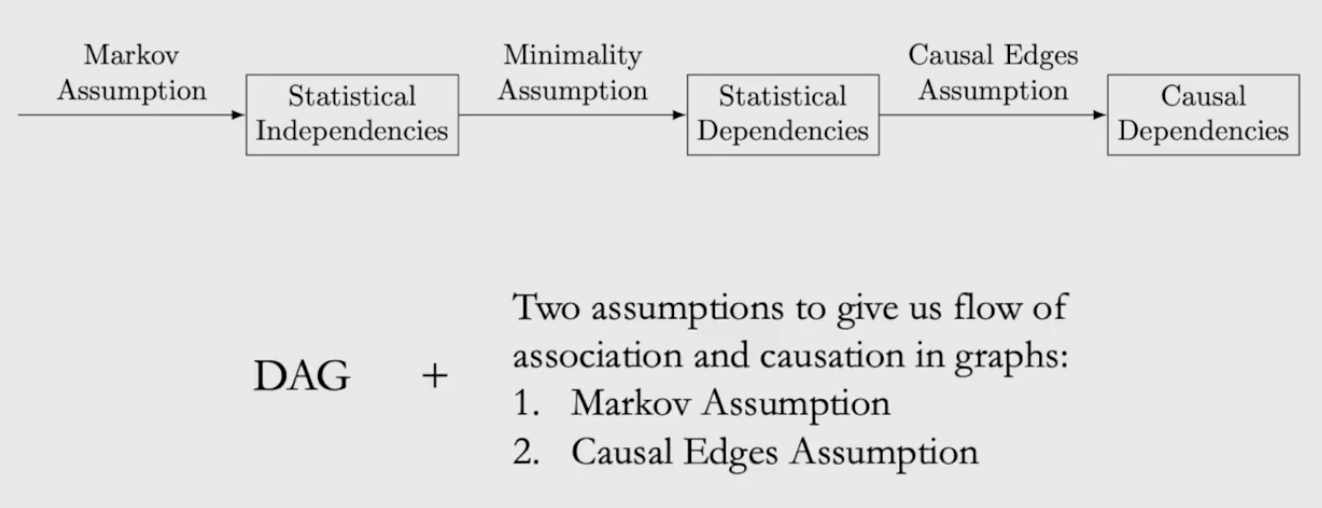 Markov
Assumption
Statistical
Independencies
Minimality
Assumption
Statistical
Dependencies
Causal Edges
Assumption
Causal
Dependencies
DAG
+
Two assumptions to give us flow of
association and causation in graphs:
1. Markov Assumption
2. Causal Edges Assumption